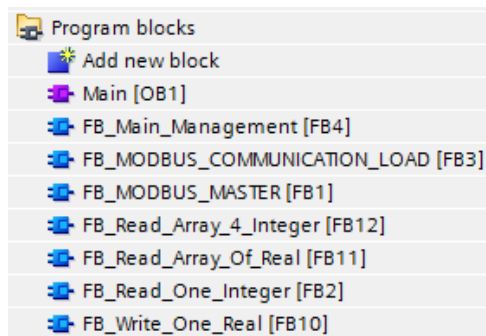 Program blocks
Add new block
Main [OB1]
FB_Main_Management [FB4]
FB_MODBUS_COMMUNICATION_LOAD [FB3]
FB_MODBUS_MASTER [FB1]
FB_Read_Array_4_Integer [FB12]
FB_Read_Array_Of_Real [FB11]
FB_Read_One_Integer [FB2]
FB_Write_One_Real [FB10]